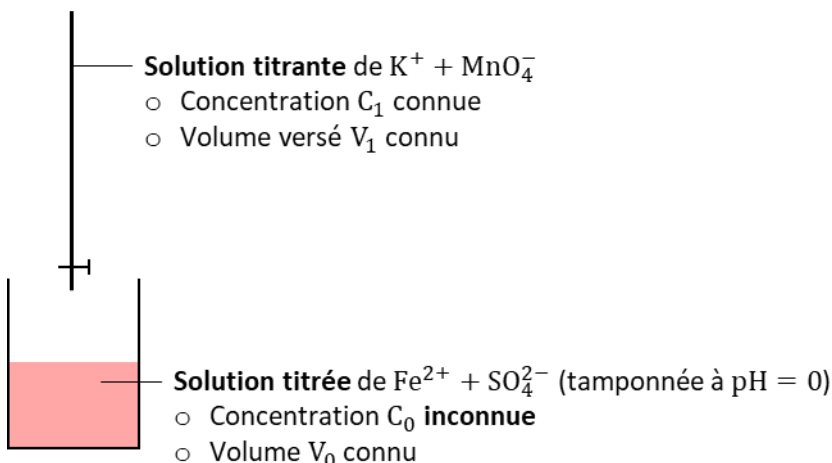 Solution titrante de K⁺ + MnO₄⁻
○ Concentration C₁ connue
○ Volume versé V₁ connu
Solution titrée de Fe²⁺ + SO₄²⁻ (tamponnée à pH = 0)
○ Concentration C₀ inconnue
○ Volume V₀ connu